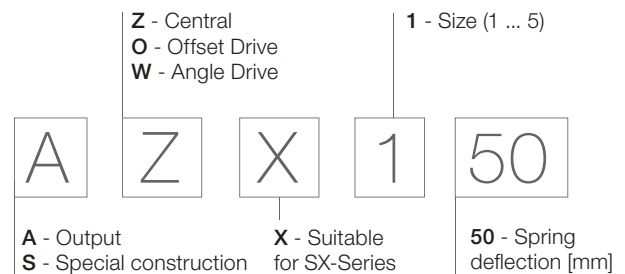 Z - Central
O - Offset Drive
W - Angle Drive
1 - Size (1 ... 5)
A Z X 1 50
A - Output
S - Special construction
X - Suitable
for SX-Series
50 - Spring
deflection [mm]